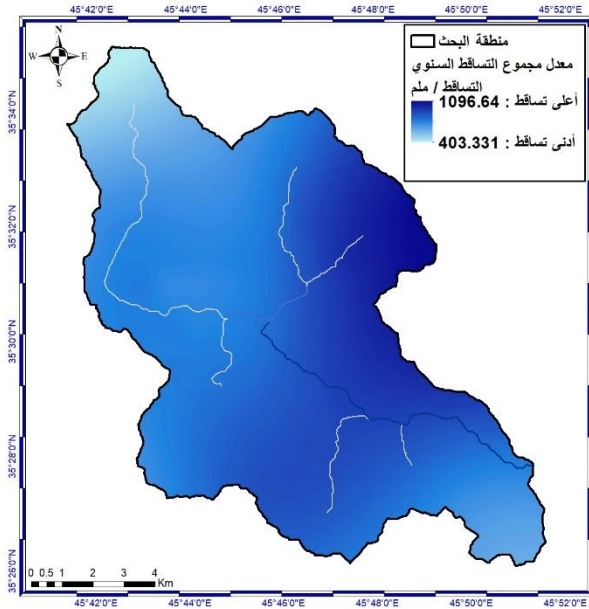 45°42'0"E 45°44'0"E 45°46'0"E 45°48'0"E 45°50'0"E 45°52'0"E
N
W E
S
منطقة البحث
معدل مجموع التساقط السنوي
التساقط / ملم
أعلى تساقط : 1096.64
أدنى تساقط : 403.331
35°34'0"N
35°32'0"N
35°30'0"N
35°28'0"N
35°26'0"N
0 0.5 1 2 3 4
Km
45°42'0"E 45°44'0"E 45°46'0"E 45°48'0"E 45°50'0"E 45°52'0"E